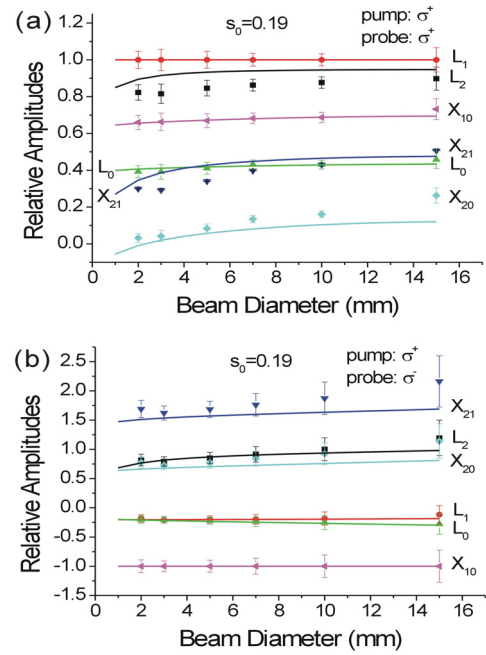 (a)
s₀=0.19
pump: σ⁺
probe: σ⁺
1.2
1.0
0.8
0.6
0.4
0.2
0.0
Relative Amplitudes
L₁
L₂
X₁₀
X₂₁
L₀
X₂₀
L₀
X₂₁
0 2 4 6 8 10 12 14 16
Beam Diameter (mm)
(b)
s₀=0.19
pump: σ⁺
probe: σ⁻
2.5
2.0
1.5
1.0
0.5
0.0
-0.5
-1.0
-1.5
Relative Amplitudes
X₂₁
L₂
X₂₀
L₁
L₀
X₁₀
0 2 4 6 8 10 12 14 16
Beam Diameter (mm)